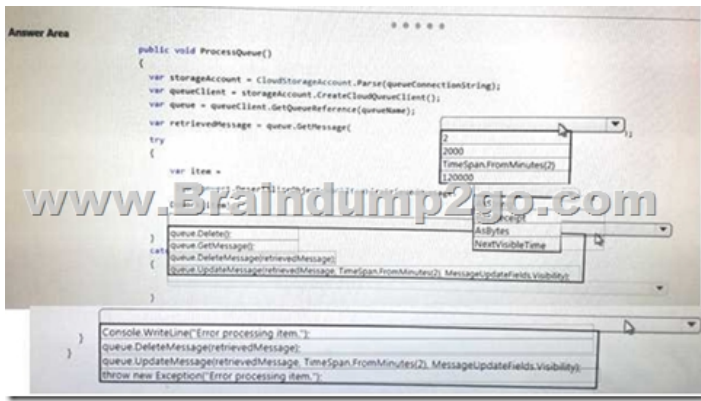 Answer Area
public void ProcessQueue()
{
var storageAccount = CloudStorageAccount.Parse(queueConnectionString);
var queueClient = storageAccount.CreateCloudQueueClient();
var queue = queueClient.GetQueueReference(queueName);
var retrievedMessage = queue.GetMessage(
);
2
2000
TimeSpan.FromMinutes(2)
120000
try
{
var item =
www.Braindump2go.com
AsBytes
NextVisibleTime
queue.Delete();
queue.GetMessage();
queue.DeleteMessage(retrievedMessage);
queue.UpdateMessage(retrievedMessage, TimeSpan.FromMinutes(2), MessageUpdateFields.Visibility);
}
{
}
Console.WriteLine("Error processing item.");
queue.DeleteMessage(retrievedMessage);
queue.UpdateMessage(retrievedMessage, TimeSpan.FromMinutes(2), MessageUpdateFields.Visibility);
throw new Exception("Error processing item.");
}
}